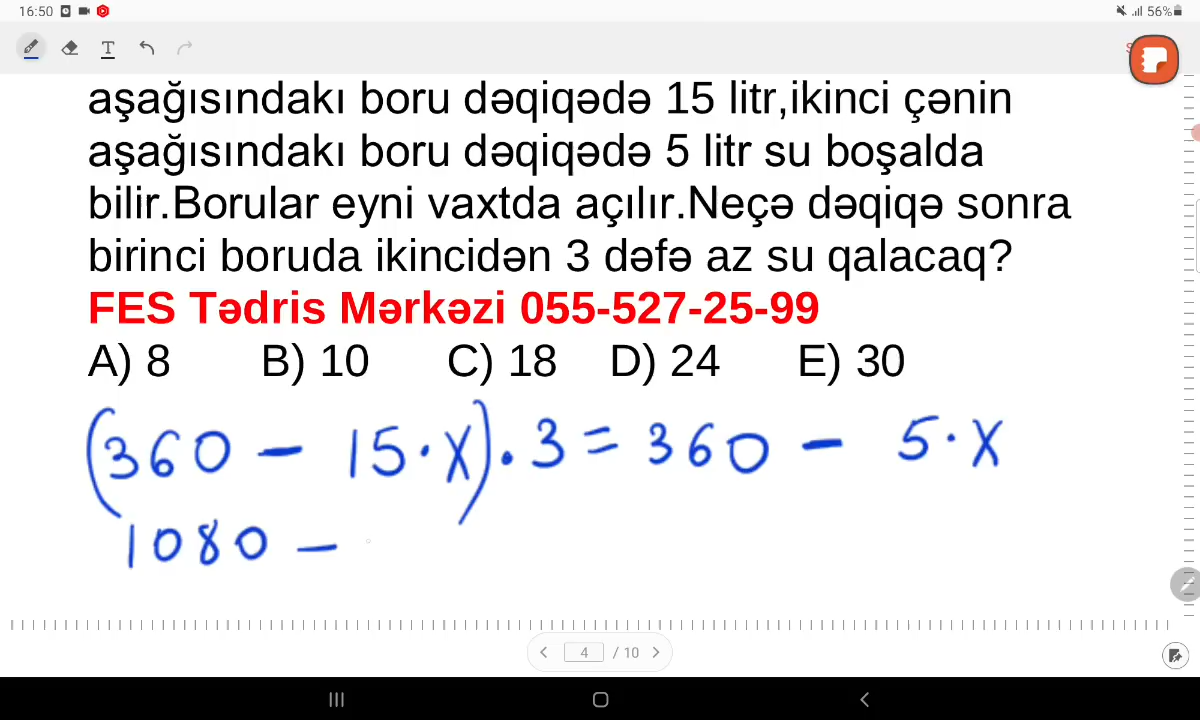 16:50 56%
aşağısındakı boru dəqiqədə 15 litr,ikinci çənin
aşağısındakı boru dəqiqədə 5 litr su boşalda
bilir.Borular eyni vaxtda açılır.Neçə dəqiqə sonra
birinci boruda ikincidən 3 dəfə az su qalacaq?
FES Tədris Mərkəzi 055-527-25-99
A) 8 B) 10 C) 18 D) 24 E) 30
(360 - 15·x)·3 = 360 - 5·x
1080 -
4 / 10